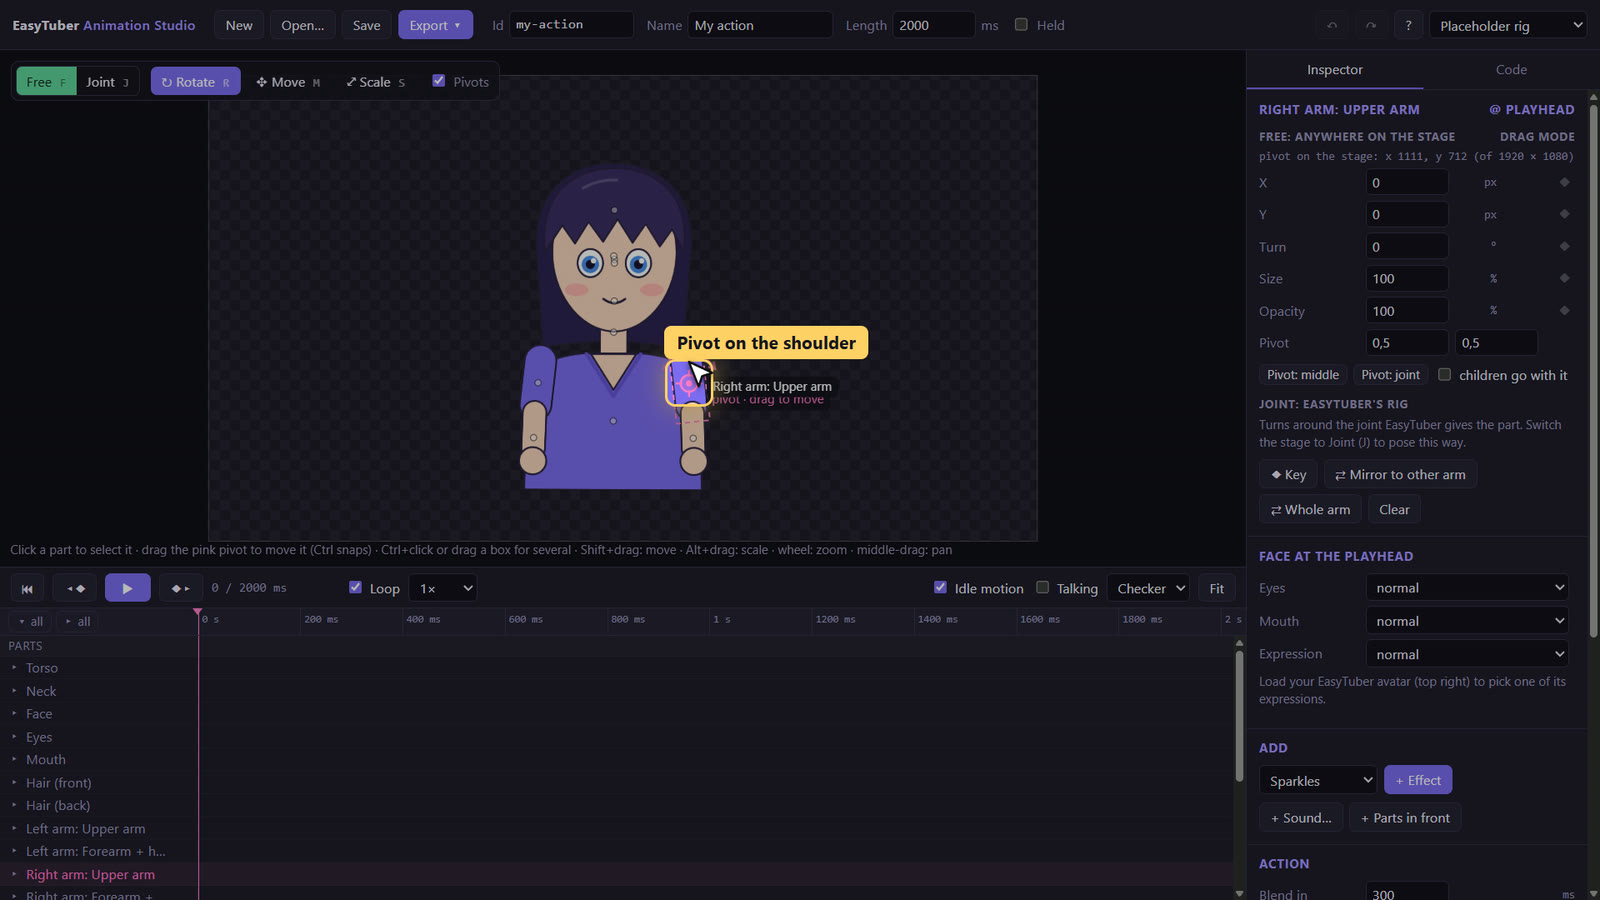 EasyTuber Animation Studio New Open... Save Export ▾ Id my-action Name My action Length 2000 ms Held ? Placeholder rig
Free F Joint J Rotate R Move M Scale S Pivots
Pivot on the shoulder
Right arm: Upper arm
pivot · drag to move
Click a part to select it · drag the pink pivot to move it (Ctrl snaps) · Ctrl+click or drag a box for several · Shift+drag: move · Alt+drag: scale · wheel: zoom · middle-drag: pan
Inspector Code
RIGHT ARM: UPPER ARM @ PLAYHEAD
FREE: ANYWHERE ON THE STAGE DRAG MODE
pivot on the stage: x 1111, y 712 (of 1920 × 1080)
X 0 px
Y 0 px
Turn 0 °
Size 100 %
Opacity 100 %
Pivot 0,5 0,5
Pivot: middle Pivot: joint children go with it
JOINT: EASYTUBER'S RIG
Turns around the joint EasyTuber gives the part. Switch
the stage to Joint (J) to pose this way.
◆ Key ⇄ Mirror to other arm
⇄ Whole arm Clear
FACE AT THE PLAYHEAD
Eyes normal
Mouth normal
Expression normal
Load your EasyTuber avatar (top right) to pick one of its
expressions.
ADD
Sparkles + Effect
+ Sound... + Parts in front
ACTION
Blend in 300 ms
0 / 2000 ms Loop 1× Idle motion Talking Checker Fit
▾ all ▸ all 0 s 200 ms 400 ms 600 ms 800 ms 1 s 1200 ms 1400 ms 1600 ms 1800 ms 2 s
PARTS
Torso
Neck
Face
Eyes
Mouth
Hair (front)
Hair (back)
Left arm: Upper arm
Left arm: Forearm + h...
Right arm: Upper arm
Right arm: Forearm +